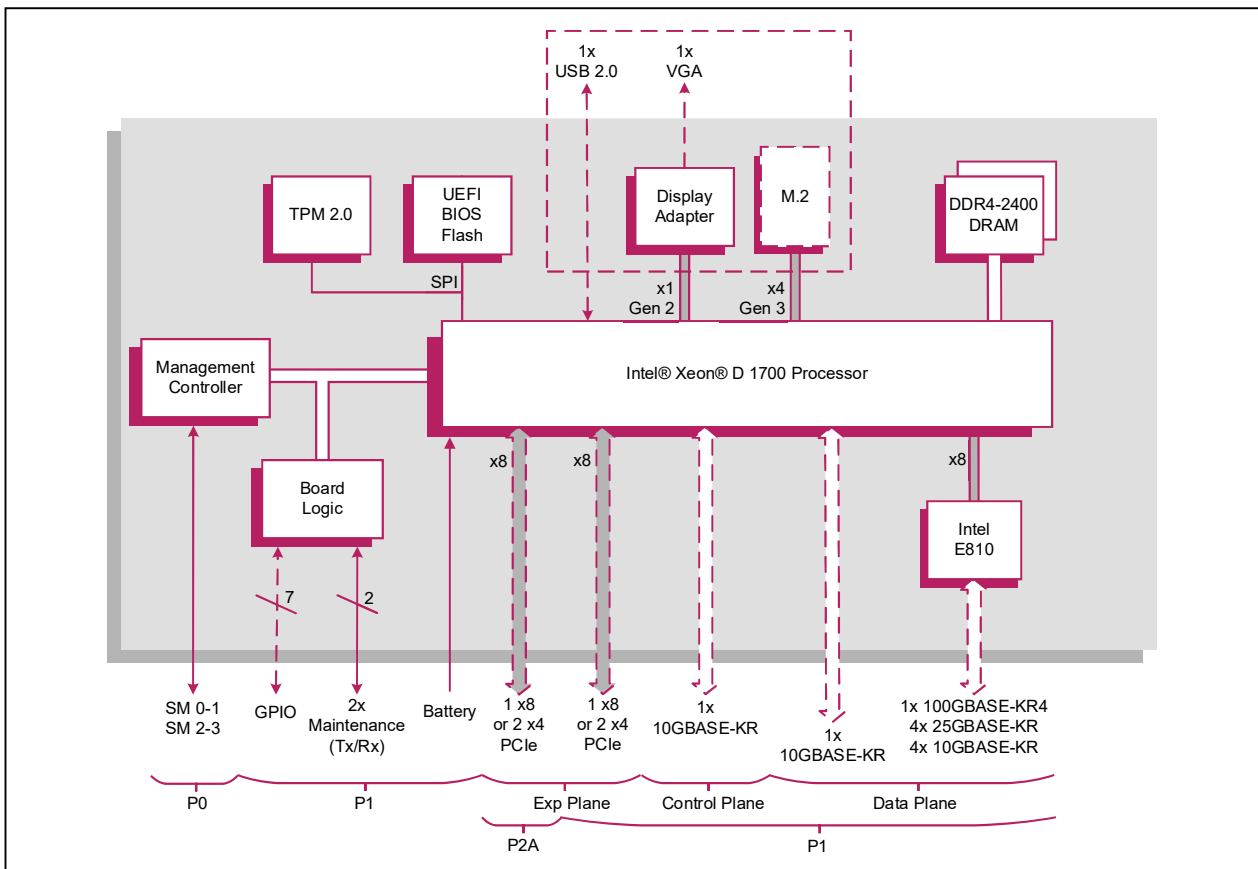 1x
USB 2.0
1x
VGA
TPM 2.0
UEFI
BIOS
Flash
Display
Adapter
M.2
DDR4-2400
DRAM
SPI
x1
Gen 2
x4
Gen 3
Management
Controller
Intel® Xeon® D 1700 Processor
x8
x8
x8
Board
Logic
Intel
E810
7
2
SM 0-1
SM 2-3
GPIO
2x
Maintenance
(Tx/Rx)
Battery
1 x8
or 2 x4
PCIe
1 x8
or 2 x4
PCIe
1x
10GBASE-KR
1x
10GBASE-KR
1x 100GBASE-KR4
4x 25GBASE-KR
4x 10GBASE-KR
P0
P1
Exp Plane
Control Plane
Data Plane
P2A
P1